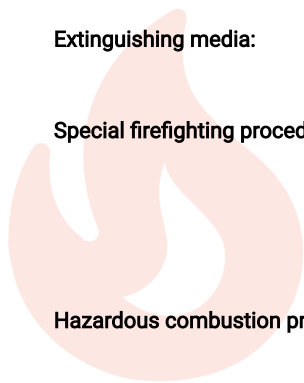 Extinguishing media:
Special firefighting proced
Hazardous combustion pr